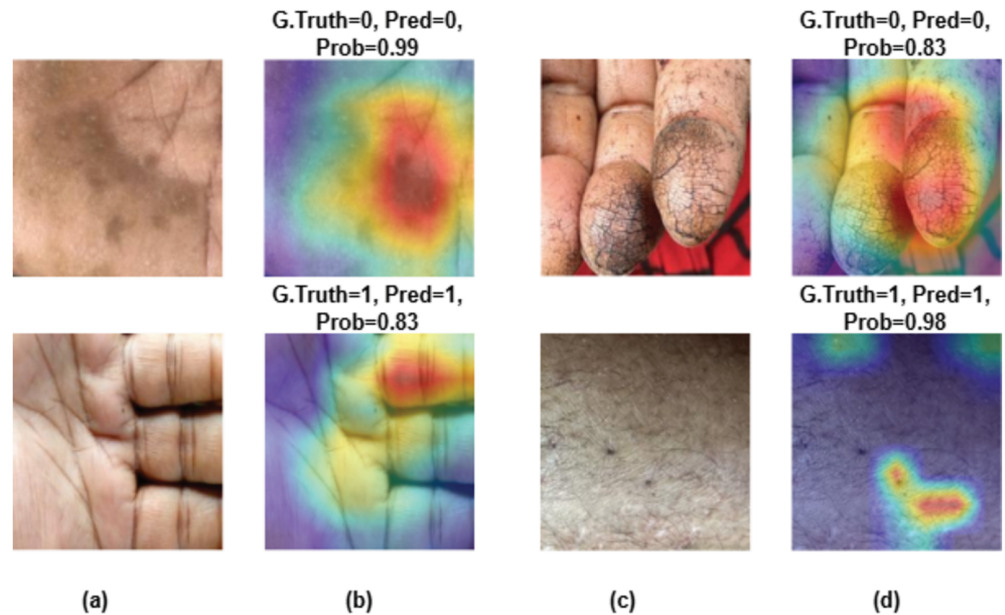 G.Truth=0, Pred=0,
Prob=0.99
G.Truth=0, Pred=0,
Prob=0.83
G.Truth=1, Pred=1,
Prob=0.83
G.Truth=1, Pred=1,
Prob=0.98
(a)
(b)
(c)
(d)